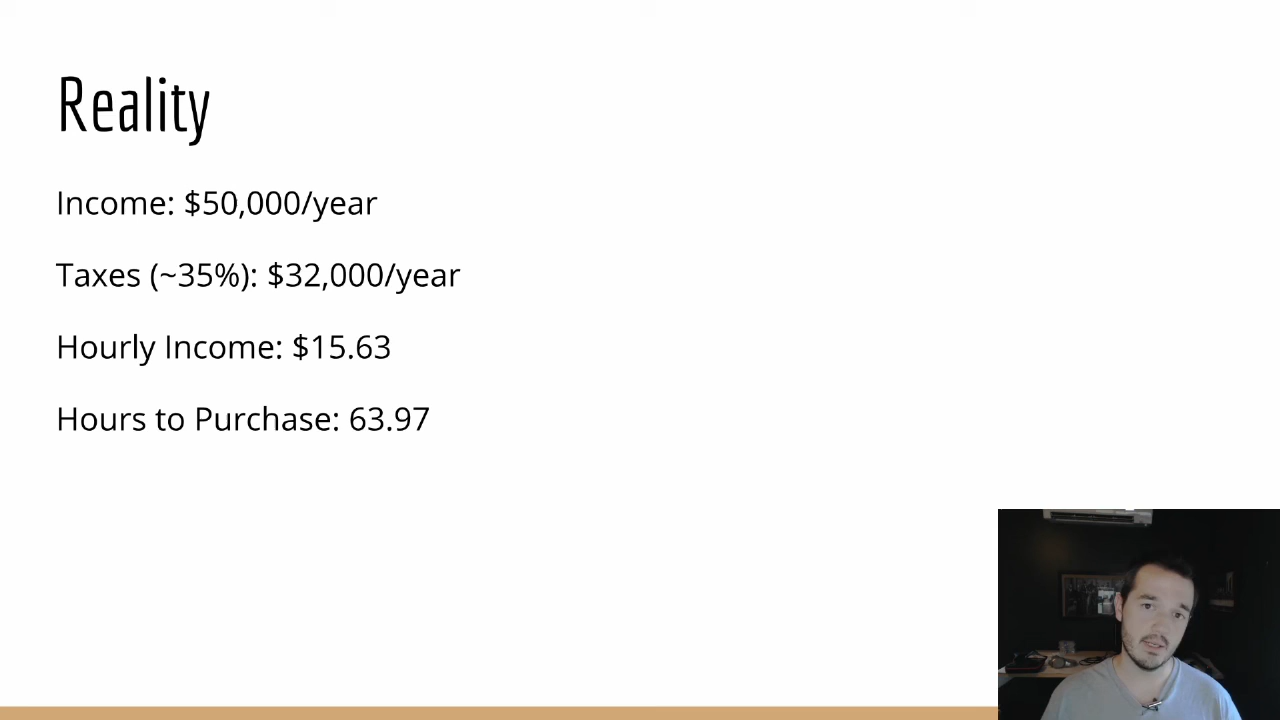 Reality
Income: $50,000/year
Taxes (~35%): $32,000/year
Hourly Income: $15.63
Hours to Purchase: 63.97